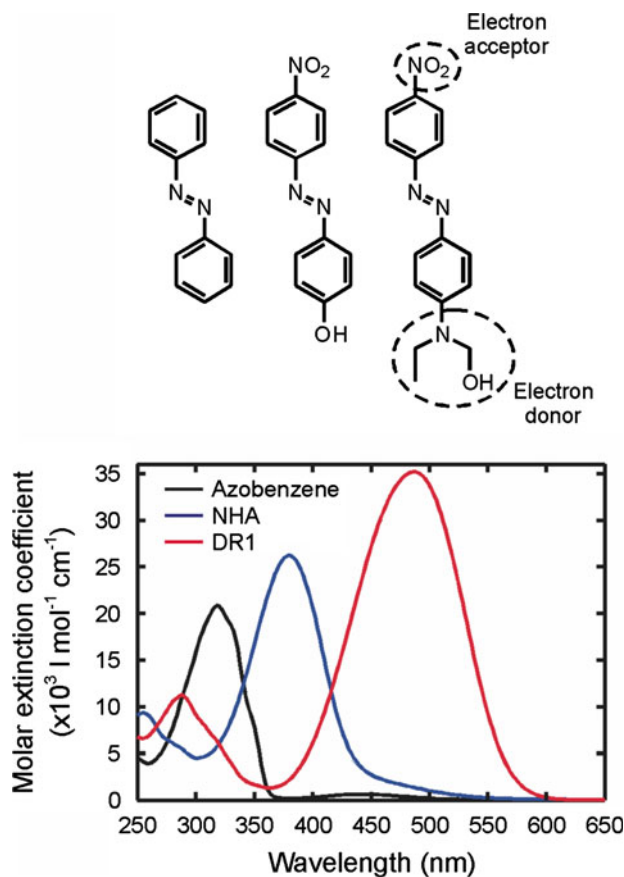 Electron
acceptor
NO₂
NO₂
N
N
N
N
N
N
OH
N
OH
Electron
donor
Molar extinction coefficient
(x10³ l mol⁻¹ cm⁻¹)
35
30
25
20
15
10
5
0
Azobenzene
NHA
DR1
250 300 350 400 450 500 550 600 650
Wavelength (nm)